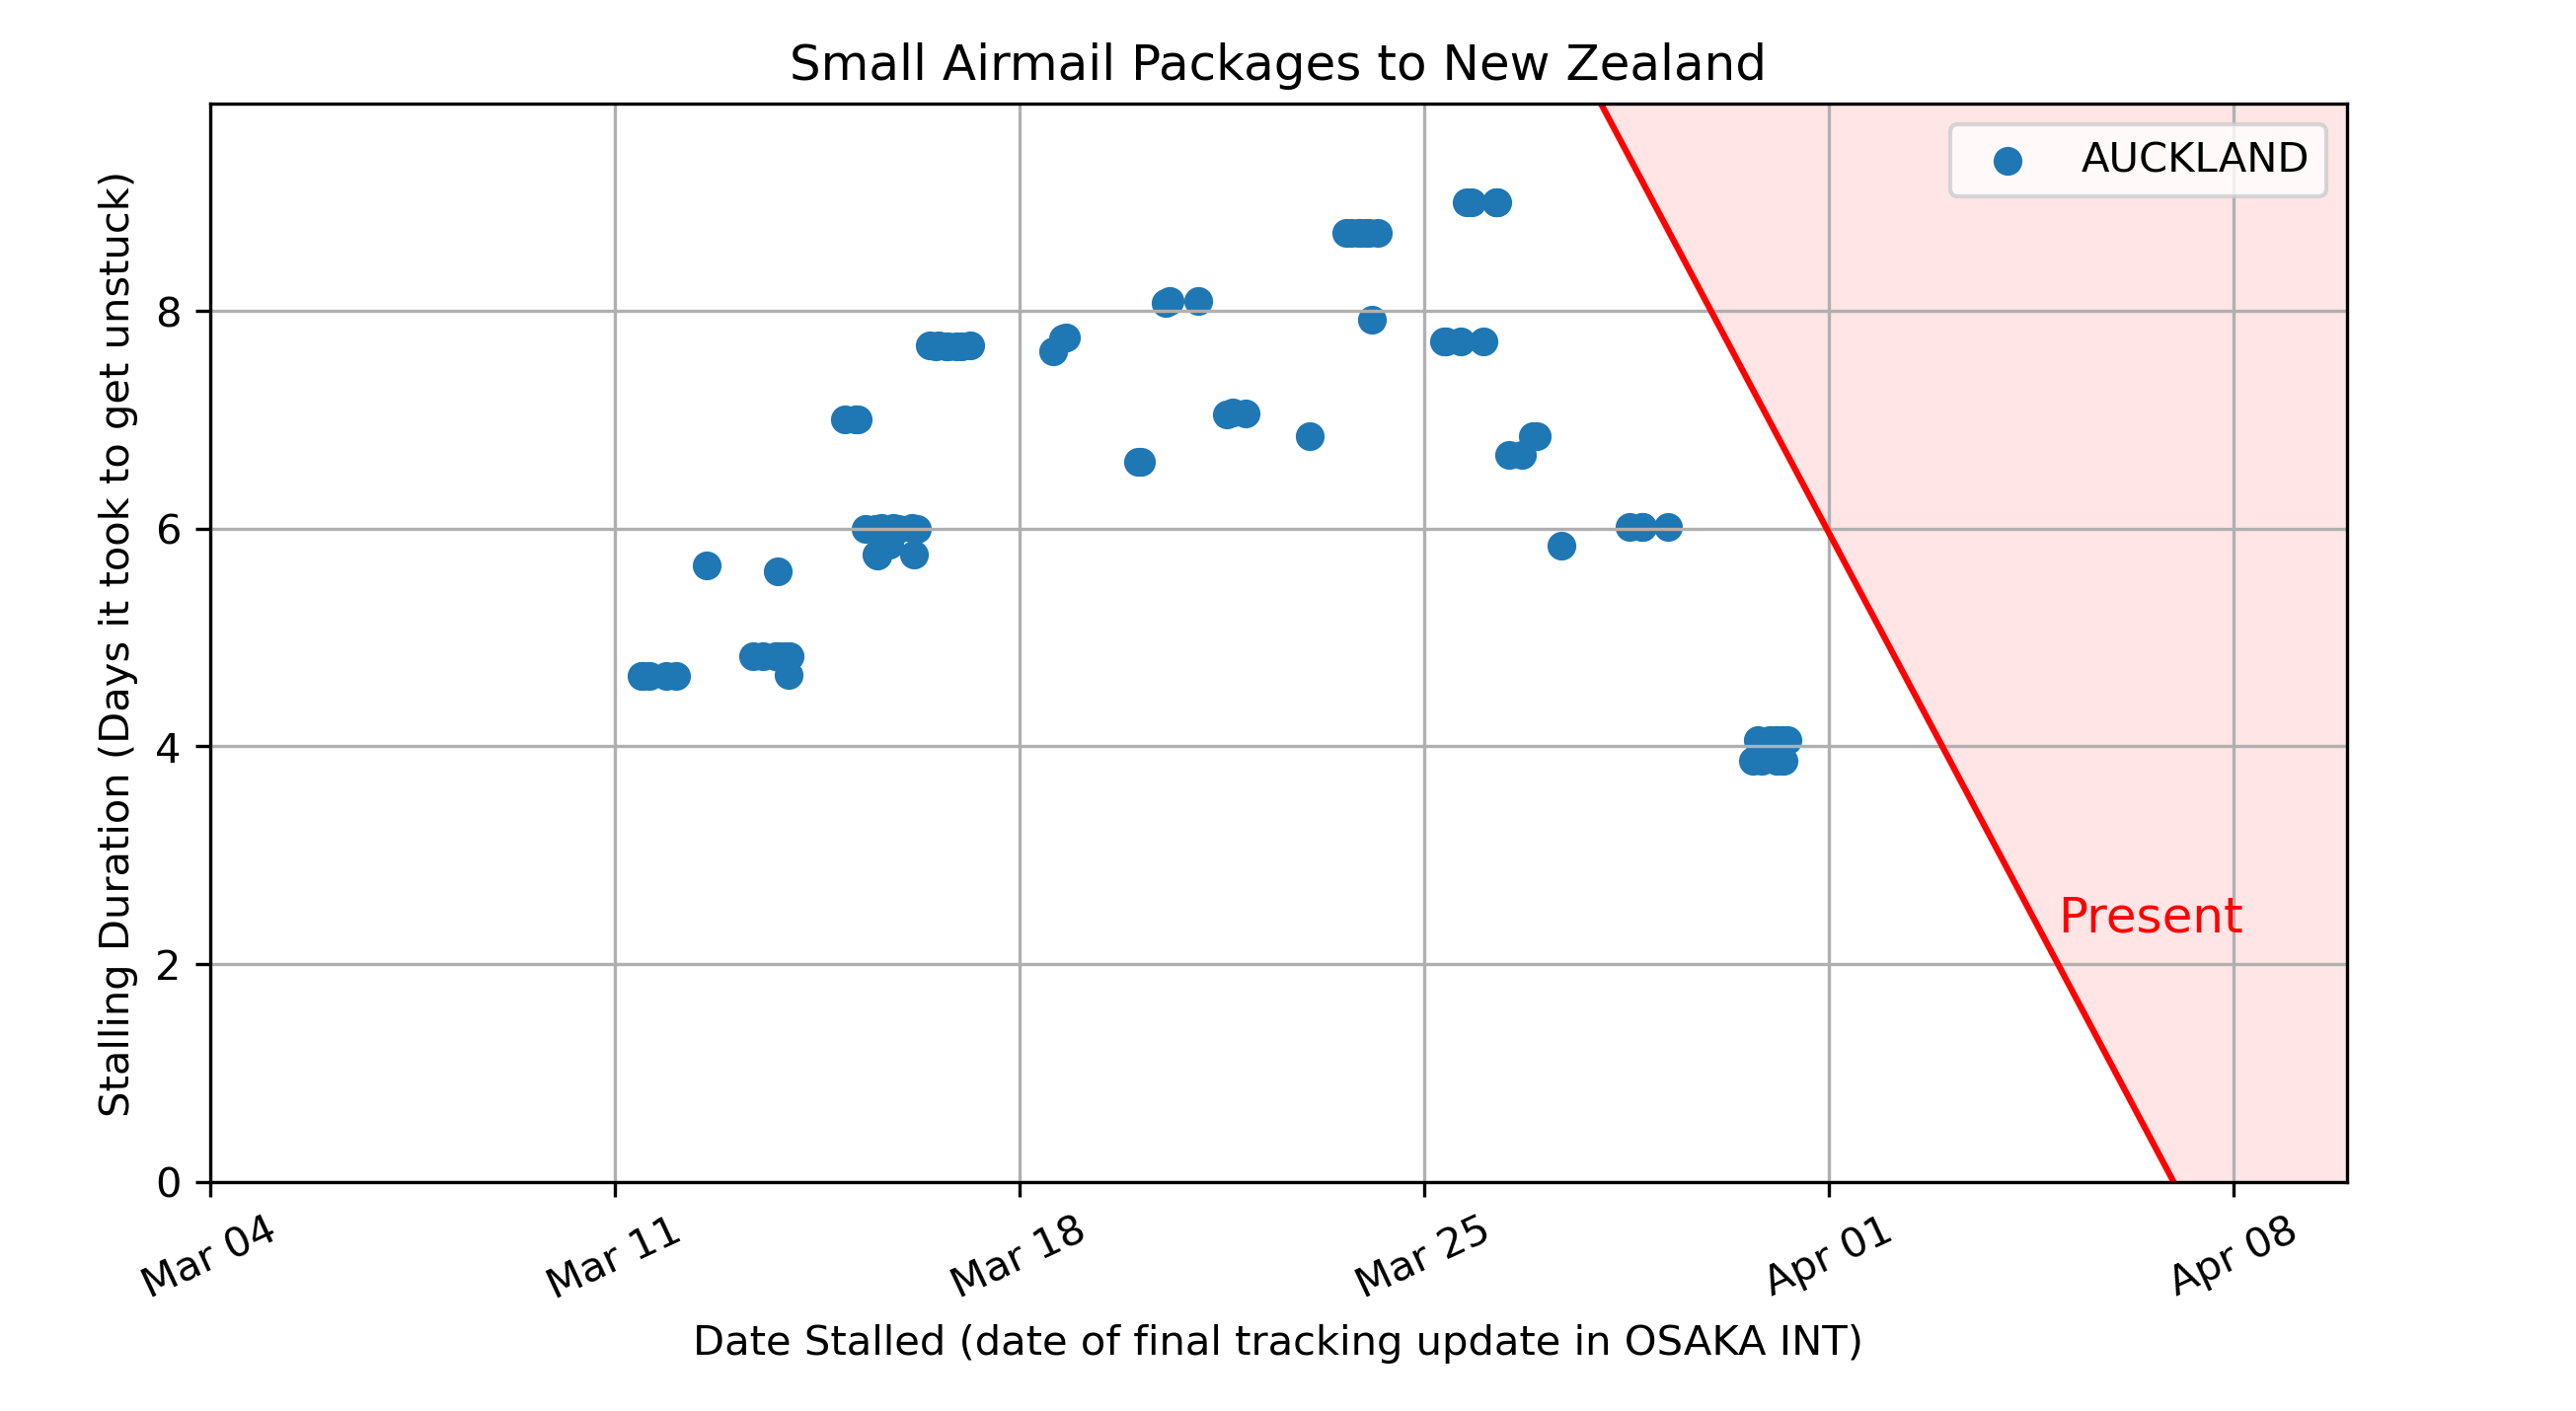 Small Airmail Packages to New Zealand
AUCKLAND
Stalling Duration (Days it took to get unstuck)
8
6
4
2
0
Present
Mar 04
Mar 11
Mar 18
Mar 25
Apr 01
Apr 08
Date Stalled (date of final tracking update in OSAKA INT)